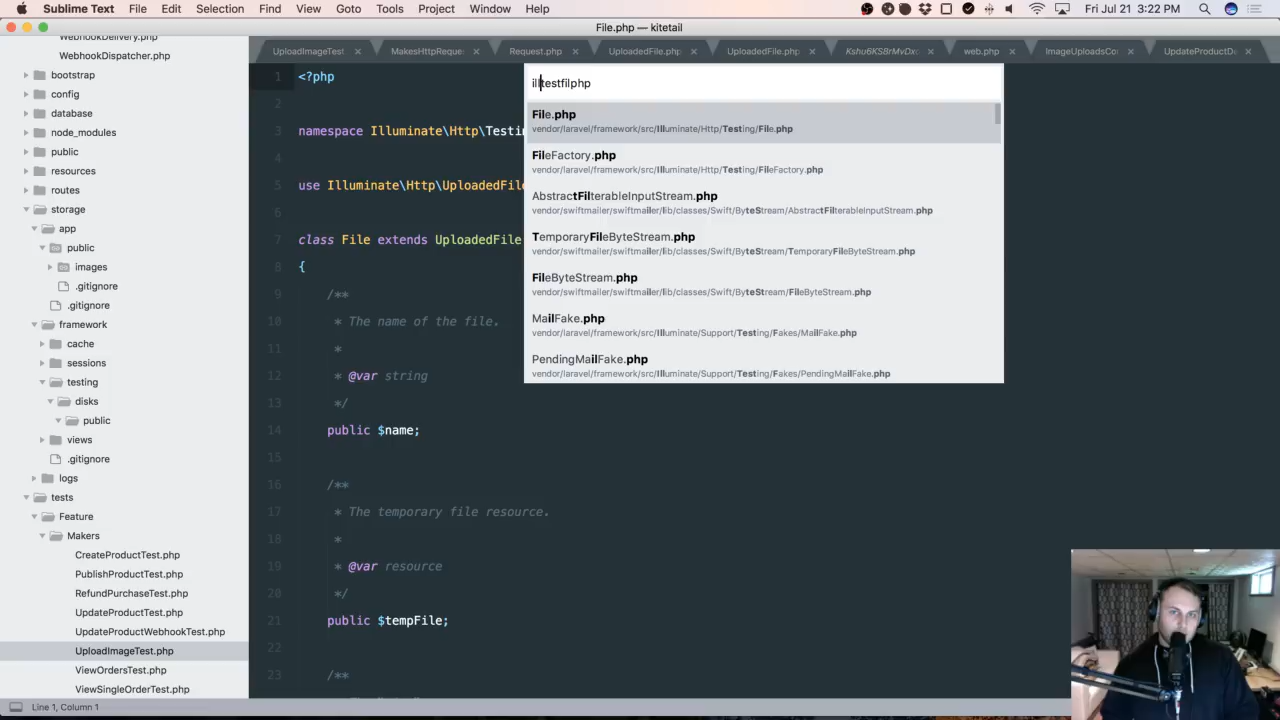 Sublime Text File Edit Selection Find View Goto Tools Project Window Help Fri Jul 21 3:22 PM
File.php — kitetail
WebhookDelivery.php
WebhookDispatcher.php
bootstrap
config
database
node_modules
public
resources
routes
storage
app
public
images
.gitignore
.gitignore
framework
cache
sessions
testing
disks
public
views
.gitignore
logs
tests
Feature
Makers
CreateProductTest.php
PublishProductTest.php
RefundPurchaseTest.php
UpdateProductTest.php
UpdateProductWebhookTest.php
UploadImageTest.php
ViewOrdersTest.php
ViewSingleOrderTest.php
UploadImageTest MakesHttpReque Request.php UploadedFile.php UploadedFile.php web.php ImageUploadsCo UpdateProductD
1 <?php
2
3 namespace Illuminate\Http\Testin
4
5 use Illuminate\Http\UploadedFile
6
7 class File extends UploadedFile
8 {
9 /**
10 * The name of the file.
11 *
12 * @var string
13 */
14 public $name;
15
16 /**
17 * The temporary file resource.
18 *
19 * @var resource
20 */
21 public $tempFile;
22
23 /**
illtestfilphp
File.php
vendor/laravel/framework/src/Illuminate/Http/Testing/File.php
FileFactory.php
vendor/laravel/framework/src/Illuminate/Http/Testing/FileFactory.php
AbstractFilterableInputStream.php
vendor/swiftmailer/swiftmailer/lib/classes/Swift/ByteStream/AbstractFilterableInputStream.php
TemporaryFileByteStream.php
vendor/swiftmailer/swiftmailer/lib/classes/Swift/ByteStream/TemporaryFileByteStream.php
FileByteStream.php
vendor/swiftmailer/swiftmailer/lib/classes/Swift/ByteStream/FileByteStream.php
MailFake.php
vendor/laravel/framework/src/Illuminate/Support/Testing/Fakes/MailFake.php
PendingMailFake.php
vendor/laravel/framework/src/Illuminate/Support/Testing/Fakes/PendingMailFake.php
Line 1, Column 1